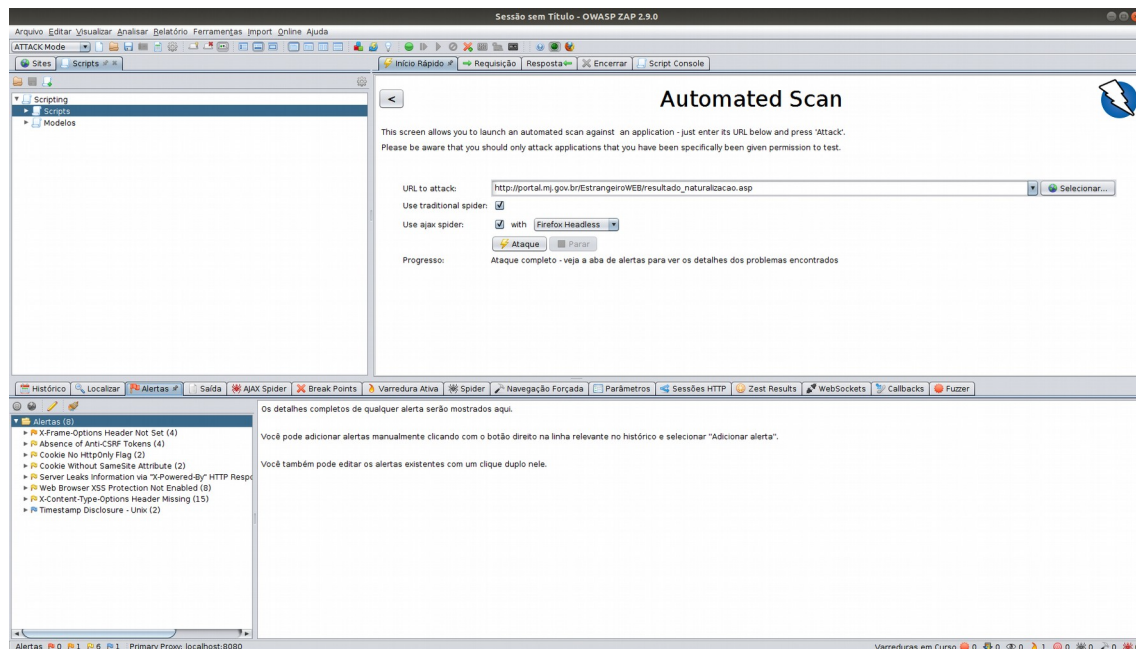 Sessão sem Título - OWASP ZAP 2.9.0
Arquivo Editar Visualizar Analisar Relatório Ferramentas Import Online Ajuda
ATTACK Mode
Sites Scripts
Início Rápido Requisição Resposta Encerrar Script Console
Scripting
Scripts
Modelos
<
Automated Scan
This screen allows you to launch an automated scan against an application - just enter its URL below and press 'Attack'.
Please be aware that you should only attack applications that you have been specifically been given permission to test.
URL to attack: http://portal.mj.gov.br/EstrangeiroWEB/resultado_naturalizacao.asp Selecionar...
Use traditional spider:
Use ajax spider: with Firefox Headless
Ataque Parar
Progresso: Ataque completo - veja a aba de alertas para ver os detalhes dos problemas encontrados
Histórico Localizar Alertas Saída AJAX Spider Break Points Varredura Ativa Spider Navegação Forçada Parâmetros Sessões HTTP Zest Results WebSockets Callbacks Fuzzer
Alertas (8)
X-Frame-Options Header Not Set (4)
Absence of Anti-CSRF Tokens (4)
Cookie No HttpOnly Flag (2)
Cookie Without SameSite Attribute (2)
Server Leaks Information via "X-Powered-By" HTTP Respo
Web Browser XSS Protection Not Enabled (8)
X-Content-Type-Options Header Missing (15)
Timestamp Disclosure - Unix (2)
Os detalhes completos de qualquer alerta serão mostrados aqui.
Você pode adicionar alertas manualmente clicando com o botão direito na linha relevante no histórico e selecionar "Adicionar alerta".
Você também pode editar os alertas existentes com um clique duplo nele.
Alertas 0 1 6 1 Primary Proxy: localhost:8080
Varreduras em Curso 0 0 0 1 0 0 0